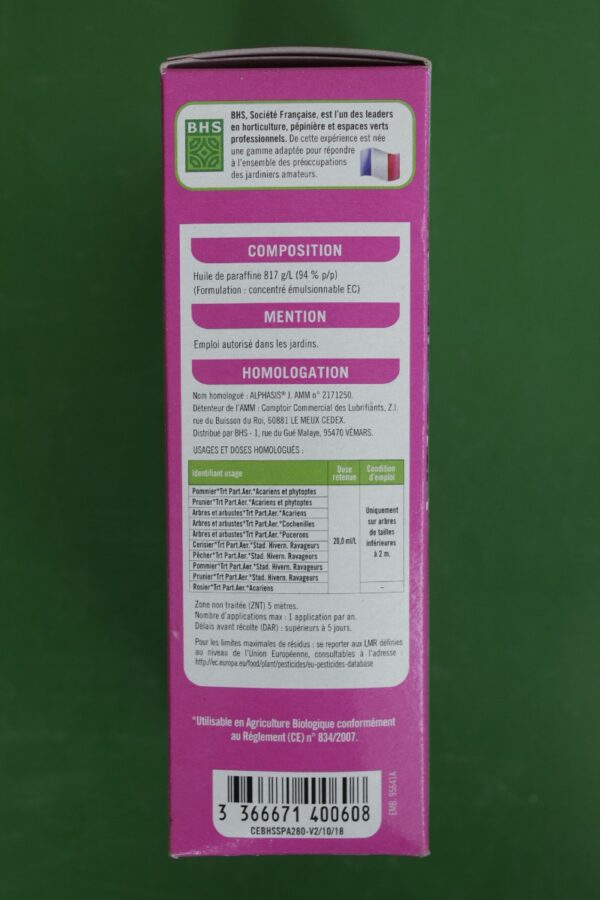 BHS
BHS, Société Française, est l'un des leaders
en horticulture, pépinière et espaces verts
professionnels. De cette expérience est née
une gamme adaptée pour répondre
à l'ensemble des préoccupations
des jardiniers amateurs.
COMPOSITION
Huile de paraffine 817 g/L (94 % p/p)
(Formulation : concentré émulsionnable EC)
MENTION
Emploi autorisé dans les jardins.
HOMOLOGATION
Nom homologué : ALPHASIS® J. AMM n° 2171250.
Détenteur de l'AMM : Comptoir Commercial des Lubrifiants, Z.I.
rue du Buisson du Roi, 60881 LE MEUX CEDEX.
Distribué par BHS - 1, rue du Gué Malaye, 95470 VÉMARS.
USAGES ET DOSES HOMOLOGUÉS :
Identifiant usage
Dose
retenue
Condition
d'emploi
Pommier*Trt Part.Aer.*Acariens et phytoptes
Prunier*Trt Part.Aer.*Acariens et phytoptes
Arbres et arbustes*Trt Part.Aer.*Acariens
Arbres et arbustes*Trt Part.Aer.*Cochenilles
Arbres et arbustes*Trt Part.Aer.*Pucerons
Cerisier*Trt Part.Aer.*Stad. Hivern. Ravageurs
Pêcher*Trt Part.Aer.*Stad. Hivern. Ravageurs
Pommier*Trt Part.Aer.*Stad. Hivern. Ravageurs
Prunier*Trt Part.Aer.*Stad. Hivern. Ravageurs
Rosier*Trt Part.Aer.*Acariens
20,0 ml/L
Uniquement
sur arbres
de tailles
inférieures
à 2 m.
–
Zone non traitée (ZNT) 5 mètres.
Nombre d'applications max : 1 application par an.
Délais avant récolte (DAR) : supérieurs à 5 jours.
Pour les limites maximales de résidus : se reporter aux LMR définies
au niveau de l'Union Européenne, consultables à l'adresse :
http://ec.europa.eu/food/plant/pesticides/eu-pesticides-database
*Utilisable en Agriculture Biologique conformément
au Règlement (CE) n° 834/2007.
3 366671 400608
CEBHSSPA280-V2/10/18
EMB. 95641A